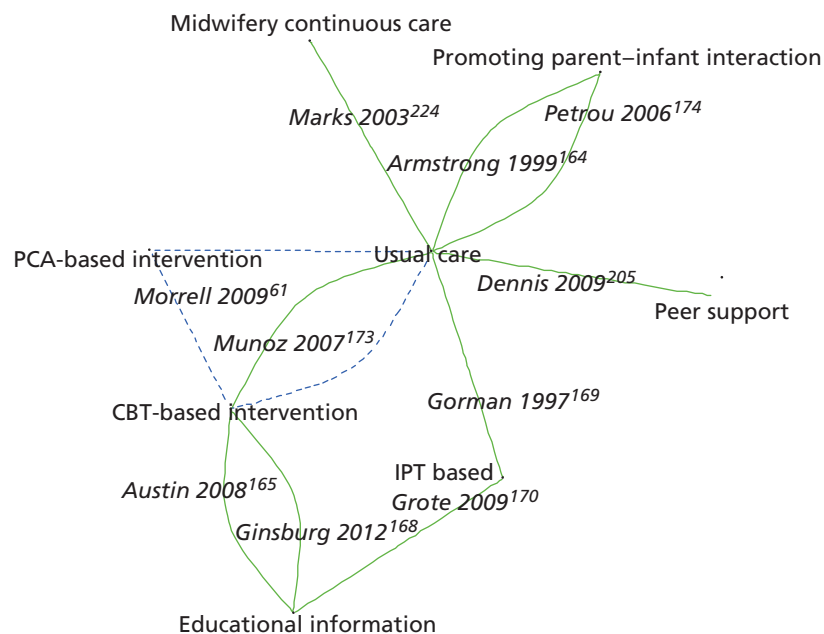 Midwifery continuous care
Promoting parent–infant interaction
Marks 2003224
Petrou 2006174
Armstrong 1999164
Usual care
PCA-based intervention
Dennis 2009205
Morrell 200961
Peer support
Munoz 2007173
Gorman 1997169
CBT-based intervention
IPT based
Austin 2008165
Grote 2009170
Ginsburg 2012168
Educational information